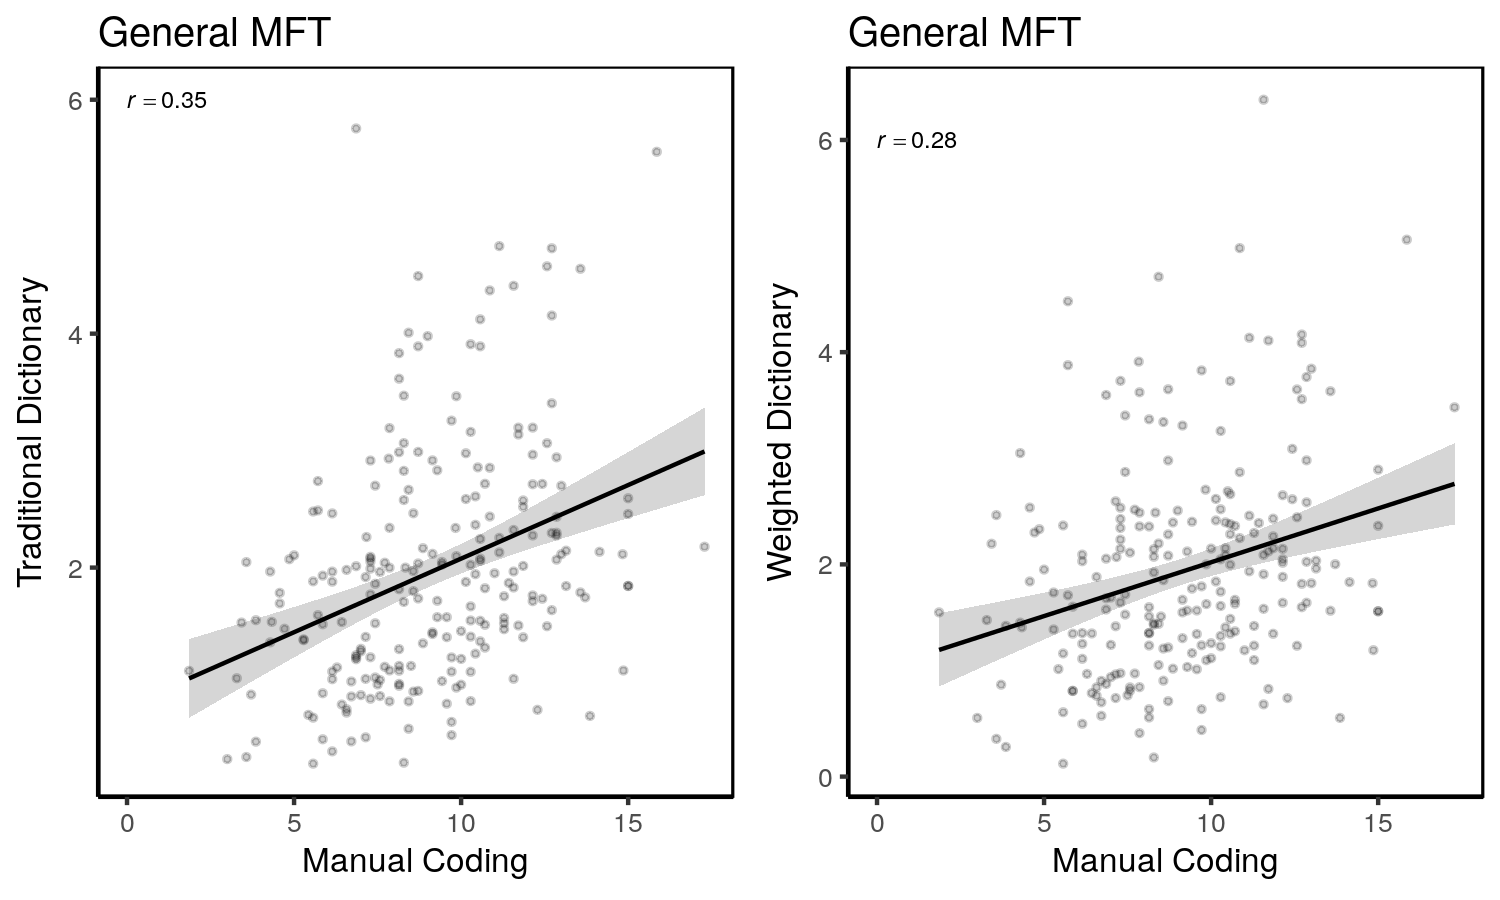 General MFT
r = 0.35
6
4
2
0
5
10
15
Traditional Dictionary
Manual Coding
General MFT
r = 0.28
6
4
2
0
0
5
10
15
Weighted Dictionary
Manual Coding